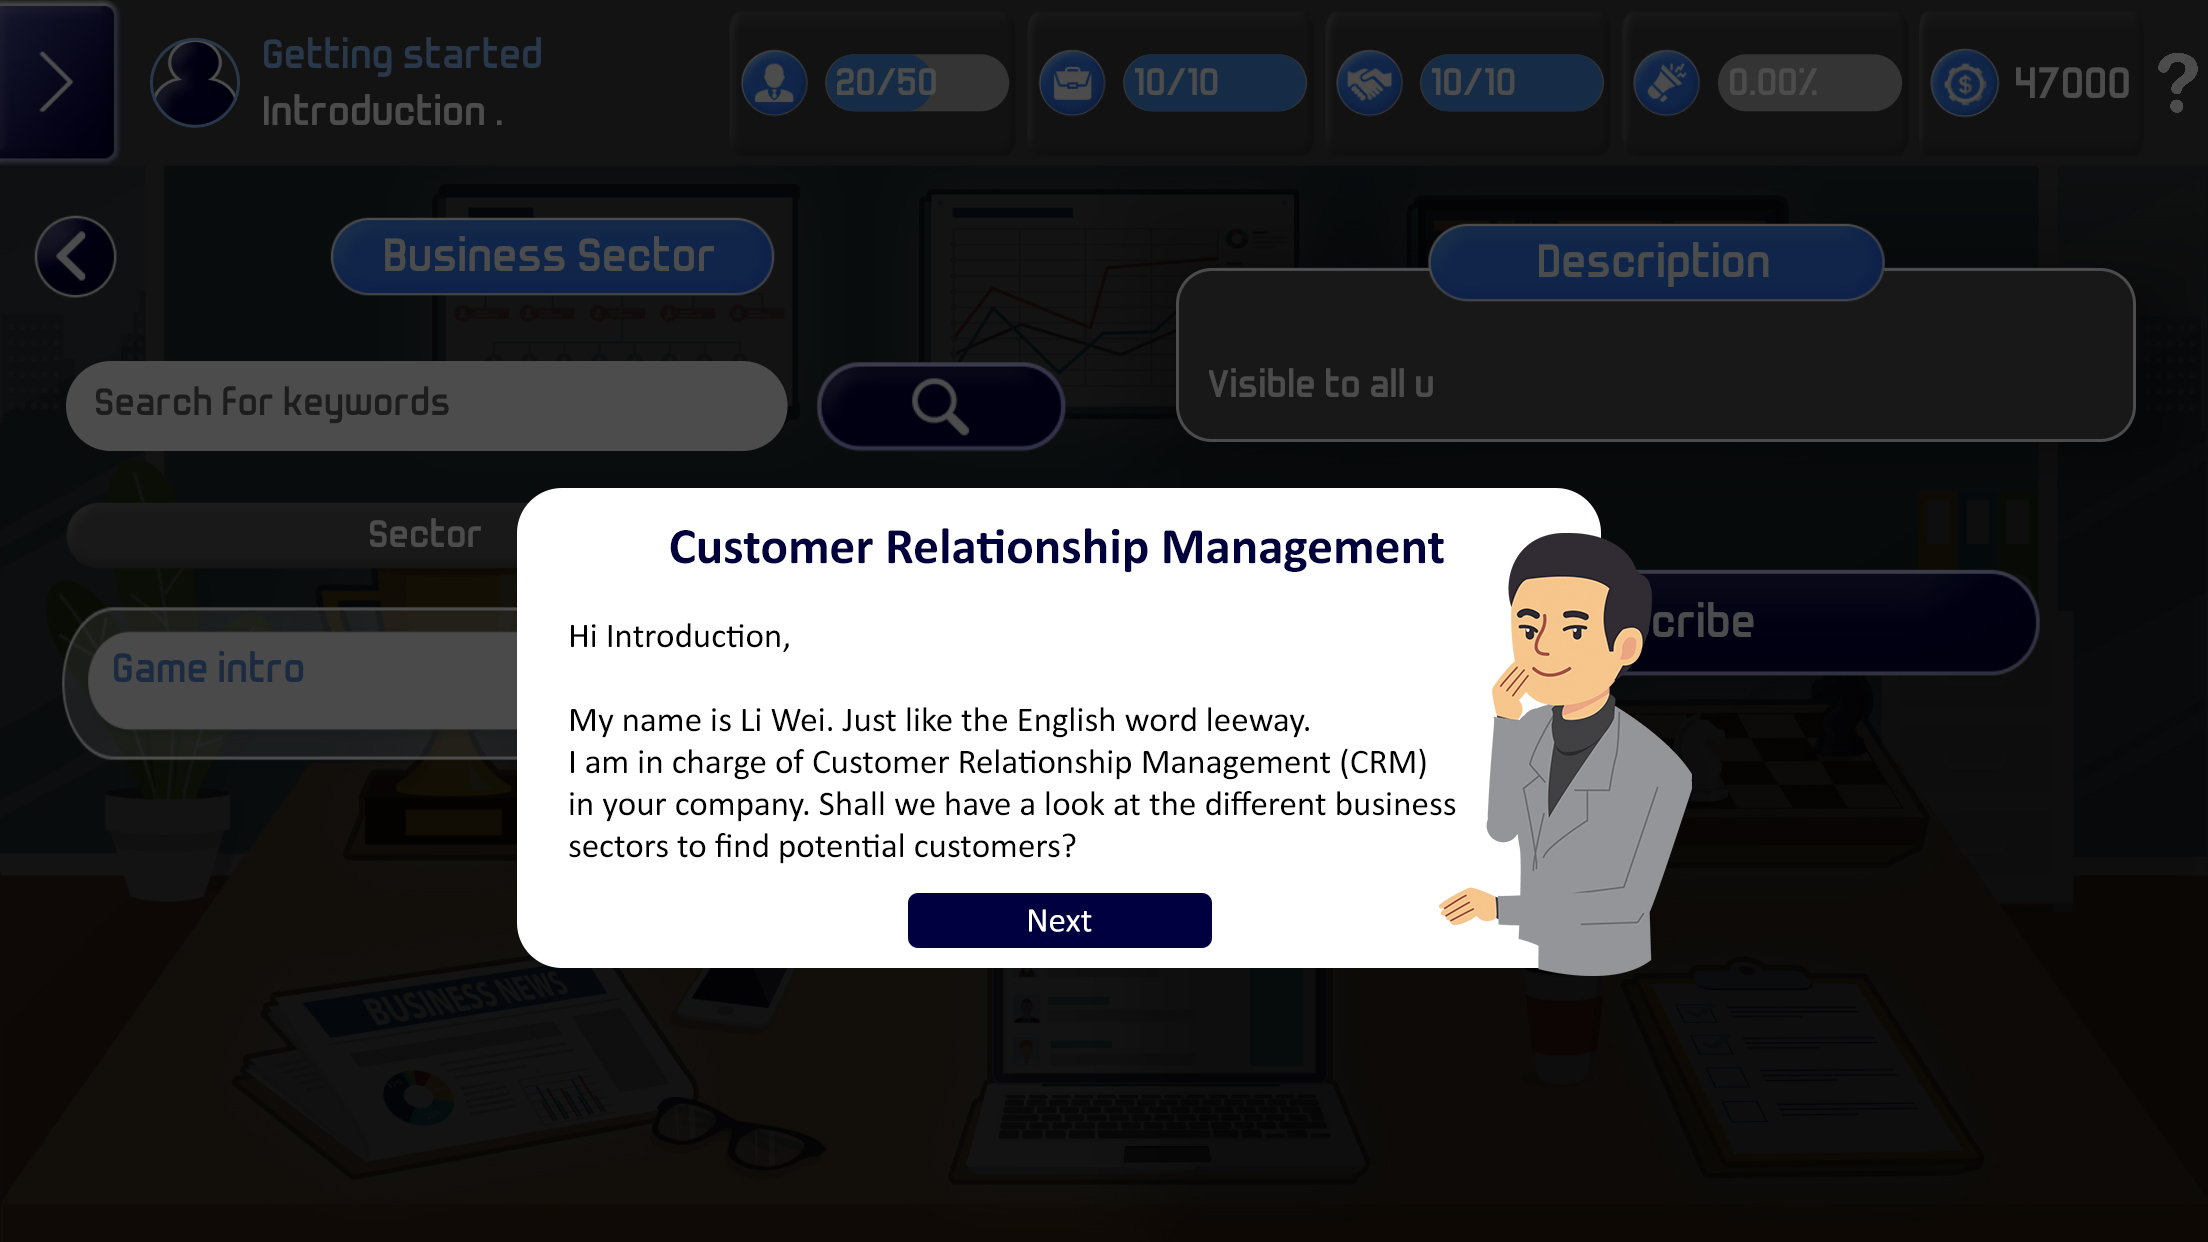 Getting started
Introduction .
20/50
10/10
10/10
0.00%
47000
?
Business Sector
Description
Search for keywords
Visible to all u
Sector
cribe
Game intro
Customer Relationship Management
Hi Introduction,
My name is Li Wei. Just like the English word leeway.
I am in charge of Customer Relationship Management (CRM)
in your company. Shall we have a look at the different business
sectors to find potential customers?
Next
BUSINESS NEWS